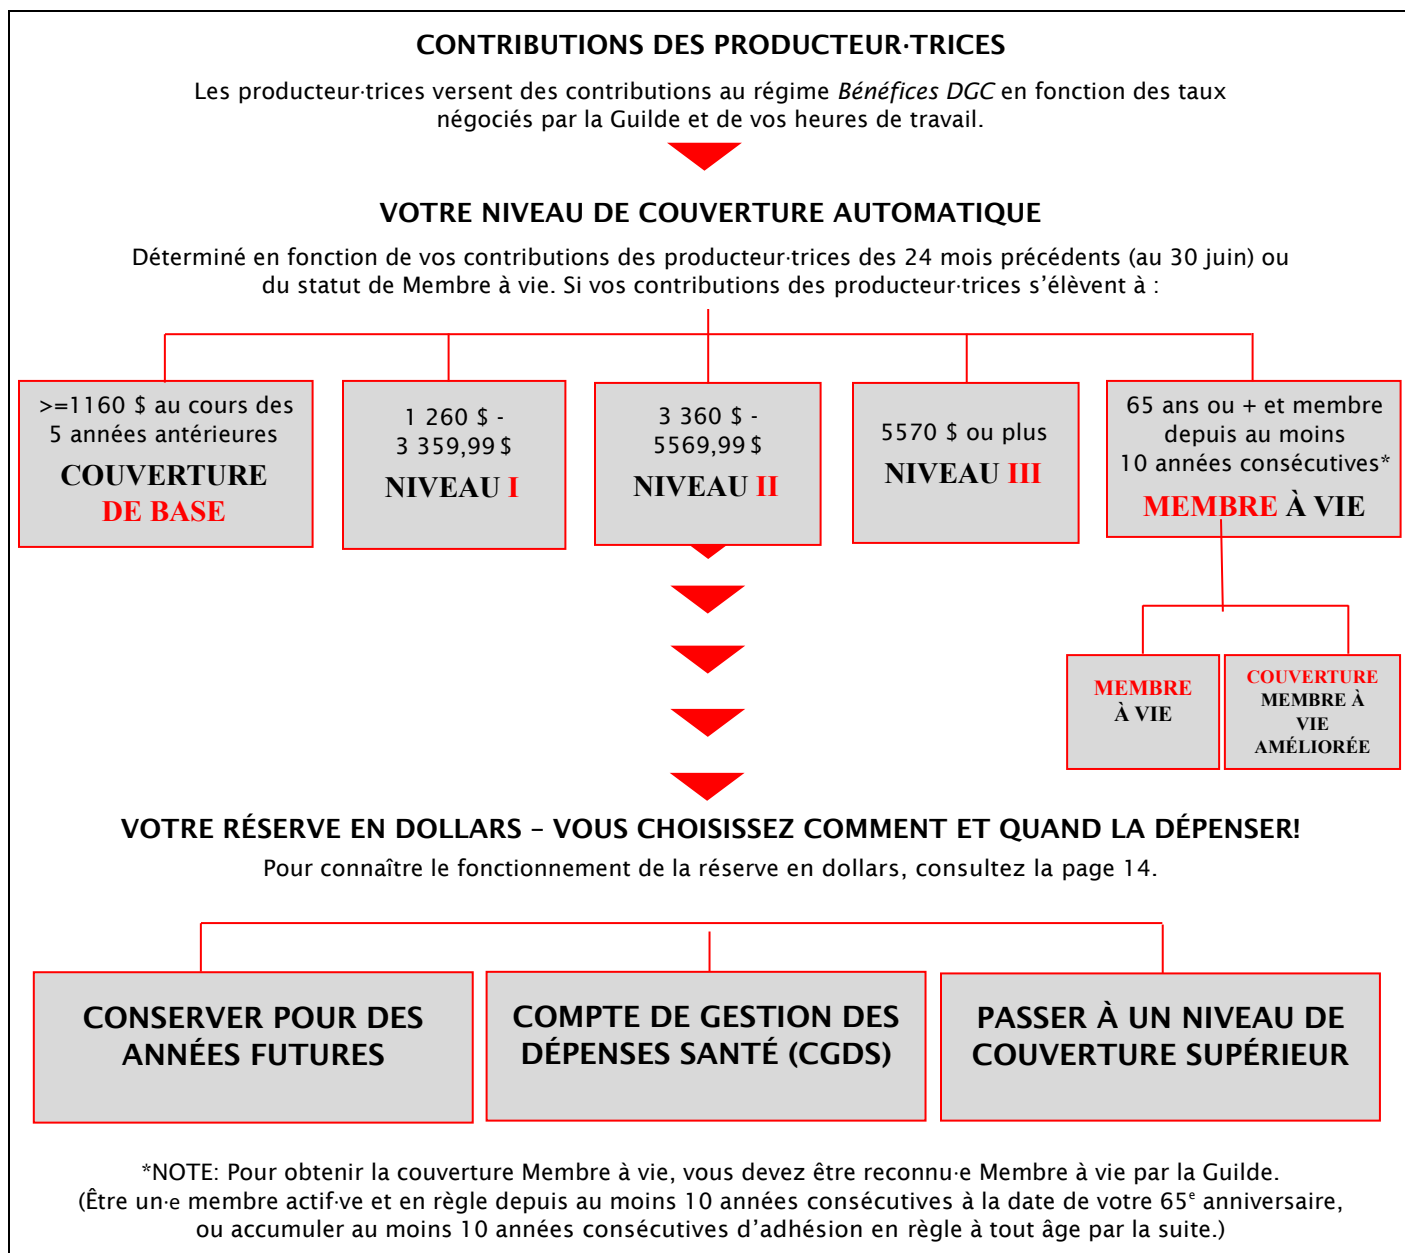 CONTRIBUTIONS DES PRODUCTEUR·TRICES
Les producteur·trices versent des contributions au régime Bénéfices DGC en fonction des taux
négociés par la Guilde et de vos heures de travail.
VOTRE NIVEAU DE COUVERTURE AUTOMATIQUE
Déterminé en fonction de vos contributions des producteur·trices des 24 mois précédents (au 30 juin) ou
du statut de Membre à vie. Si vos contributions des producteur·trices s’élèvent à :
>=1160 $ au cours des
5 années antérieures
COUVERTURE
DE BASE
1 260 $ -
3 359,99 $
NIVEAU I
3 360 $ -
5569,99 $
NIVEAU II
5570 $ ou plus
NIVEAU III
65 ans ou + et membre
depuis au moins
10 années consécutives*
MEMBRE À VIE
MEMBRE
À VIE
COUVERTURE
MEMBRE À
VIE
AMÉLIORÉE
VOTRE RÉSERVE EN DOLLARS – VOUS CHOISISSEZ COMMENT ET QUAND LA DÉPENSER!
Pour connaître le fonctionnement de la réserve en dollars, consultez la page 14.
CONSERVER POUR DES
ANNÉES FUTURES
COMPTE DE GESTION DES
DÉPENSES SANTÉ (CGDS)
PASSER À UN NIVEAU DE
COUVERTURE SUPÉRIEUR
*NOTE: Pour obtenir la couverture Membre à vie, vous devez être reconnu·e Membre à vie par la Guilde.
(Être un·e membre actif·ve et en règle depuis au moins 10 années consécutives à la date de votre 65e anniversaire,
ou accumuler au moins 10 années consécutives d’adhésion en règle à tout âge par la suite.)